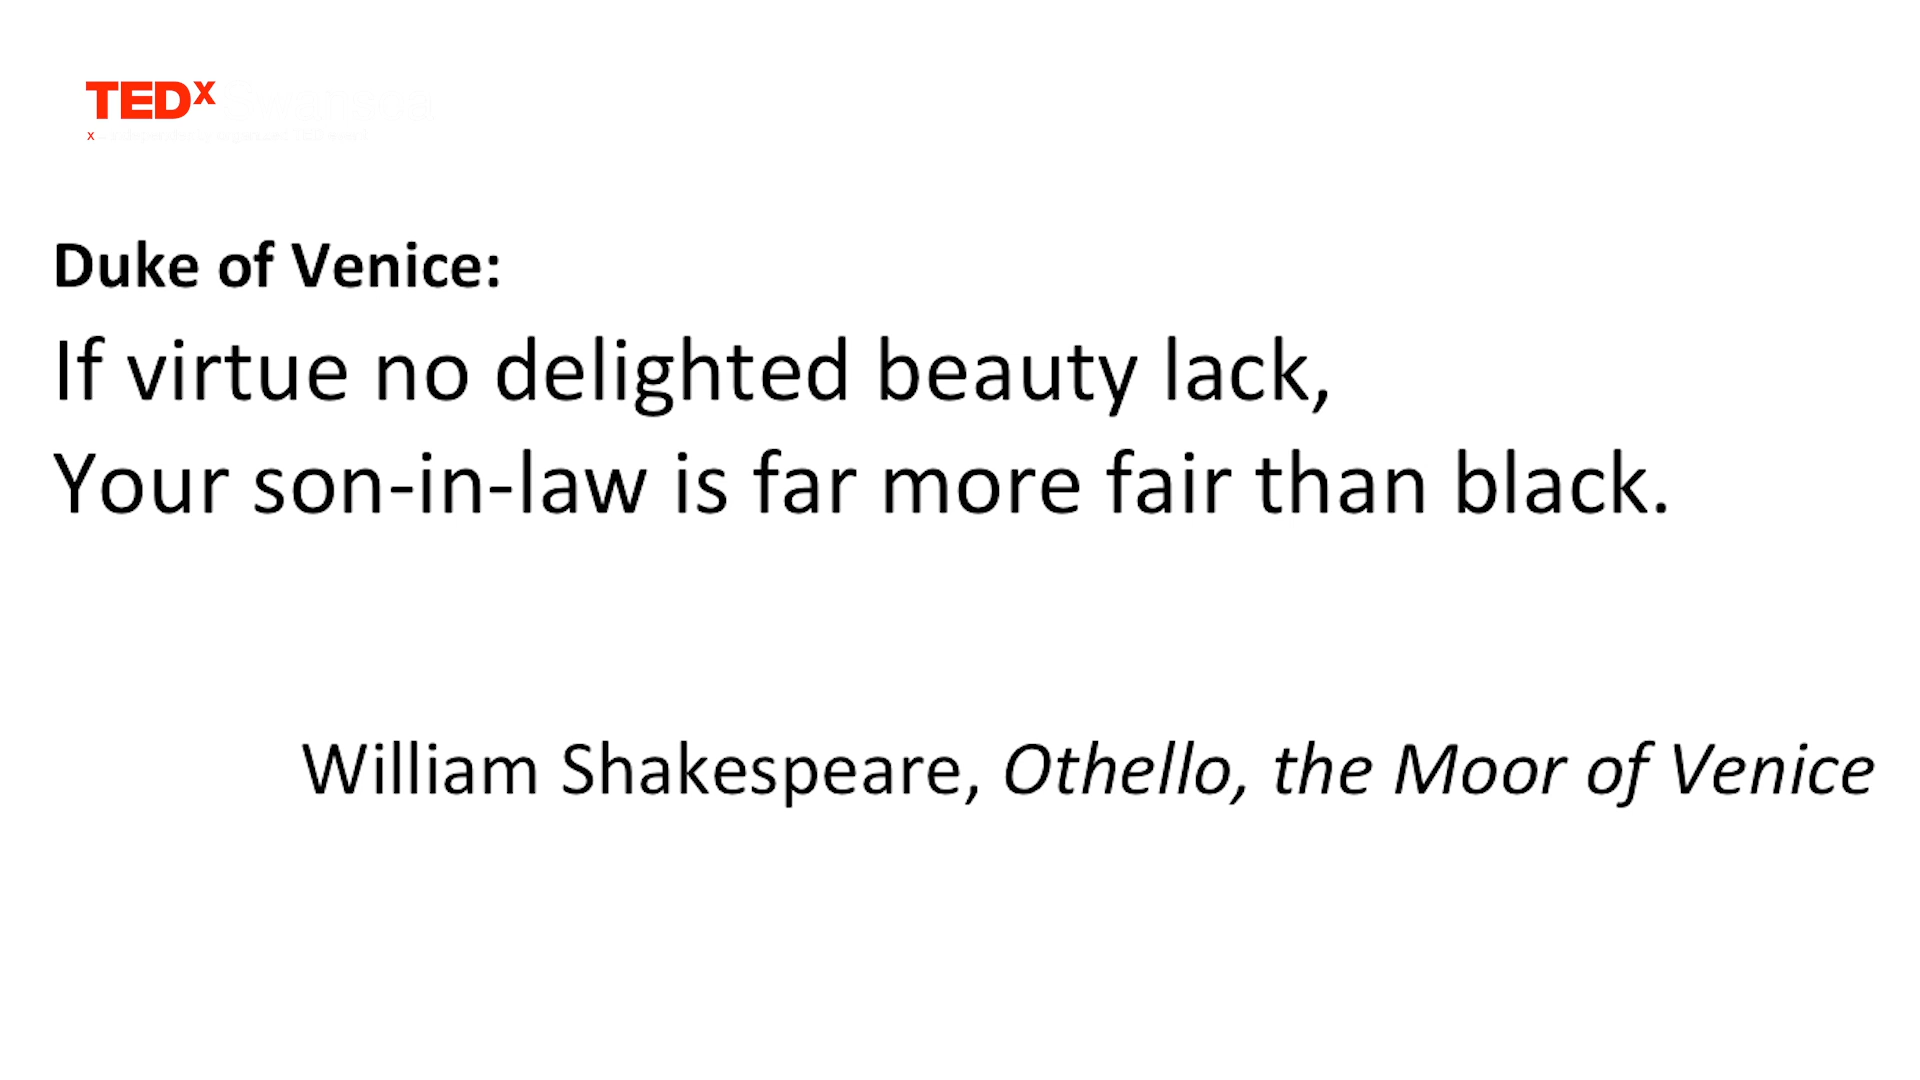 TEDx
x
Duke of Venice:
If virtue no delighted beauty lack,
Your son-in-law is far more fair than black.
William Shakespeare, Othello, the Moor of Venice